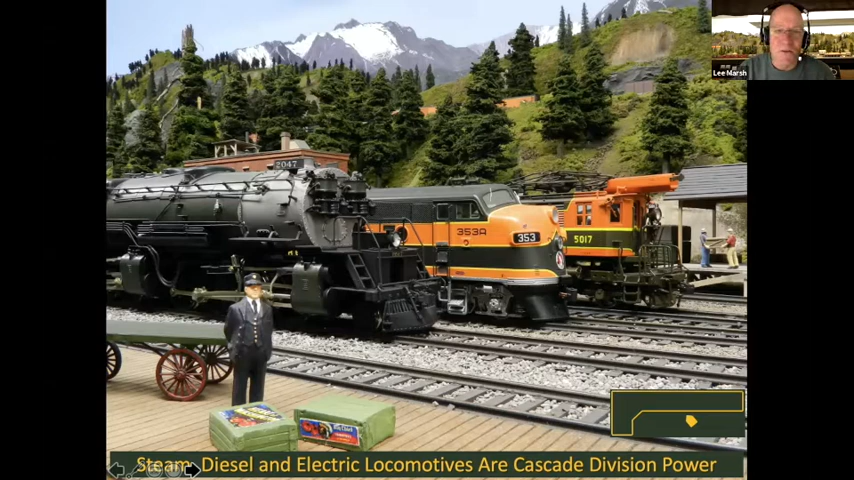 Lee Marsh
2047
353A
353
5017
Steam, Diesel and Electric Locomotives Are Cascade Division Power